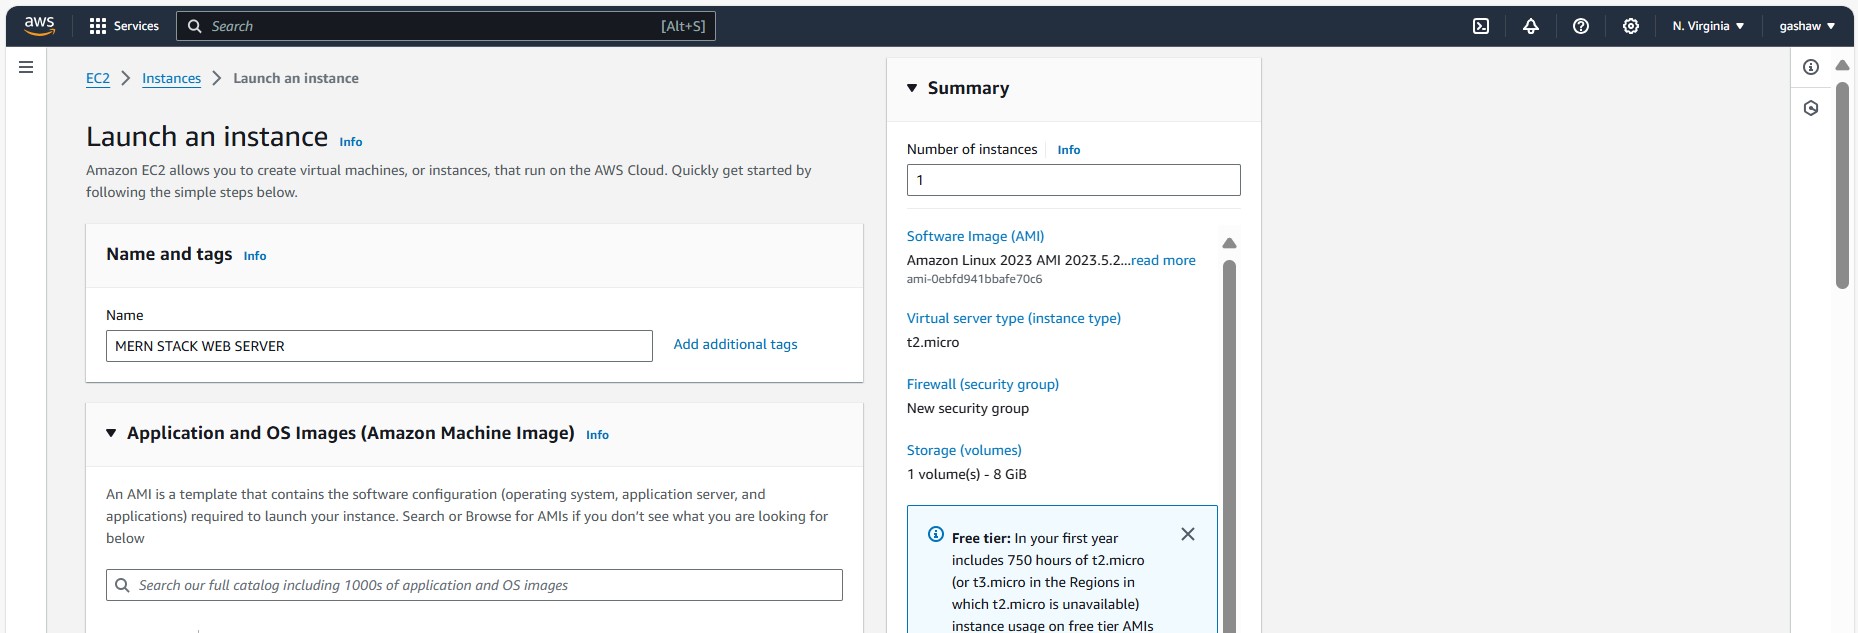 aws
Services
Search
[Alt+S]
N. Virginia
gashaw
EC2
Instances
Launch an instance
Launch an instance
Info
Amazon EC2 allows you to create virtual machines, or instances, that run on the AWS Cloud. Quickly get started by
following the simple steps below.
Name and tags
Info
Name
MERN STACK WEB SERVER
Add additional tags
Application and OS Images (Amazon Machine Image)
Info
An AMI is a template that contains the software configuration (operating system, application server, and
applications) required to launch your instance. Search or Browse for AMIs if you don’t see what you are looking for
below
Search our full catalog including 1000s of application and OS images
Summary
Number of instances
Info
1
Software Image (AMI)
Amazon Linux 2023 AMI 2023.5.2...read more
ami-0ebfd941bbafe70c6
Virtual server type (instance type)
t2.micro
Firewall (security group)
New security group
Storage (volumes)
1 volume(s) - 8 GiB
Free tier: In your first year
includes 750 hours of t2.micro
(or t3.micro in the Regions in
which t2.micro is unavailable)
instance usage on free tier AMIs